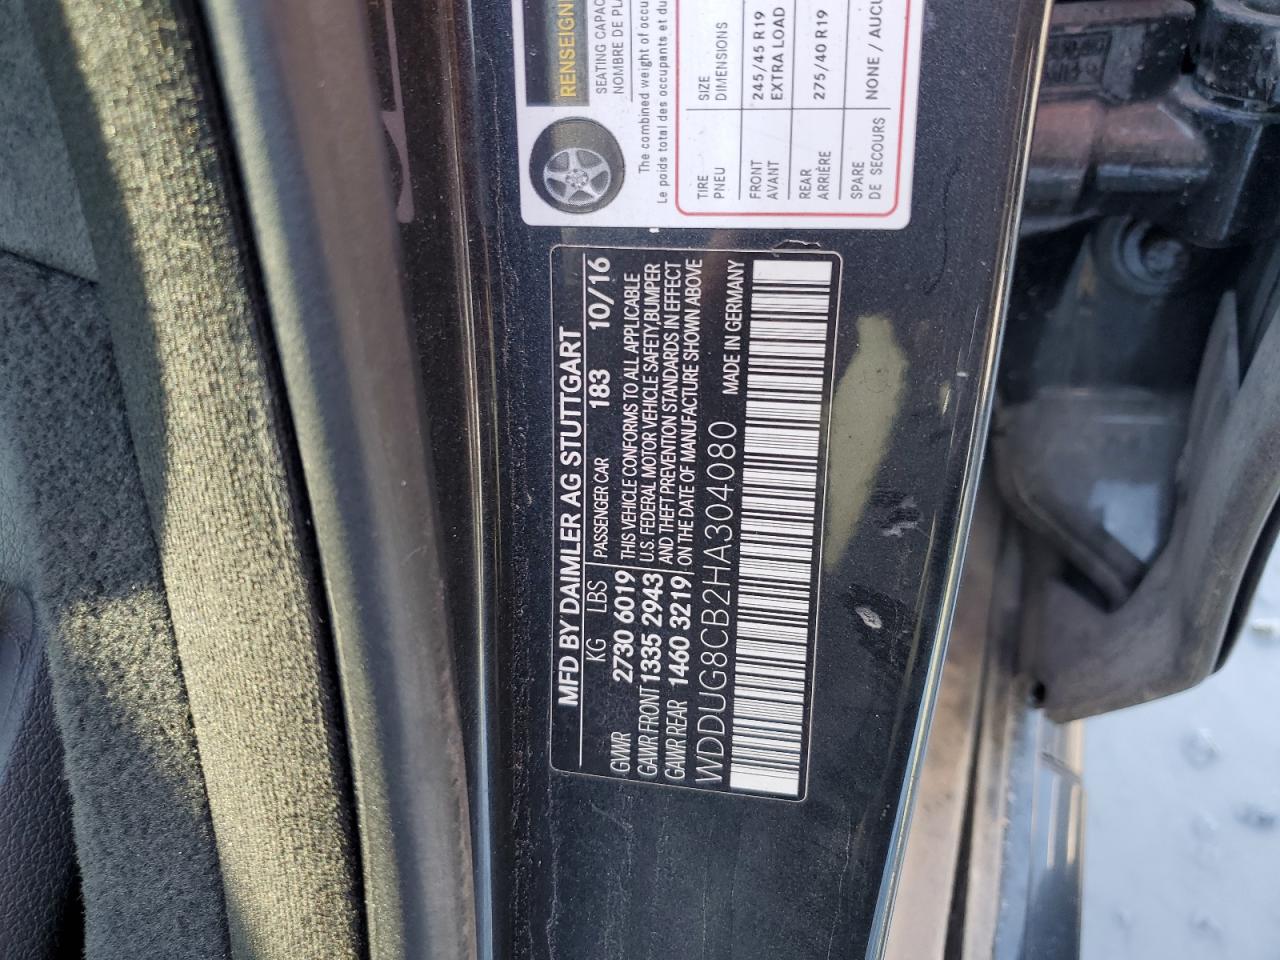 RENSEIGN
SEATING CAPAC
NOMBRE DE PL
The combined weight of occu
Le poids total des occupants et du
TIRE SIZE
PNEU DIMENSIONS
FRONT 245/45 R19
AVANT EXTRA LOAD
REAR 275/40 R19
ARRIÈRE
SPARE NONE / AUCU
DE SECOURS
MFD BY DAIMLER AG STUTTGART
KG LBS PASSENGER CAR 183 10/16
GWR 2730 6019
GAWR FRONT 1335 2943
GAWR REAR 1460 3219
THIS VEHICLE CONFORMS TO ALL APPLICABLE
U.S. FEDERAL MOTOR VEHICLE SAFETY,BUMPER
AND THEFT PREVENTION STANDARDS IN EFFECT
ON THE DATE OF MANUFACTURE SHOWN ABOVE
WDDUG8CB2HA304080 MADE IN GERMANY